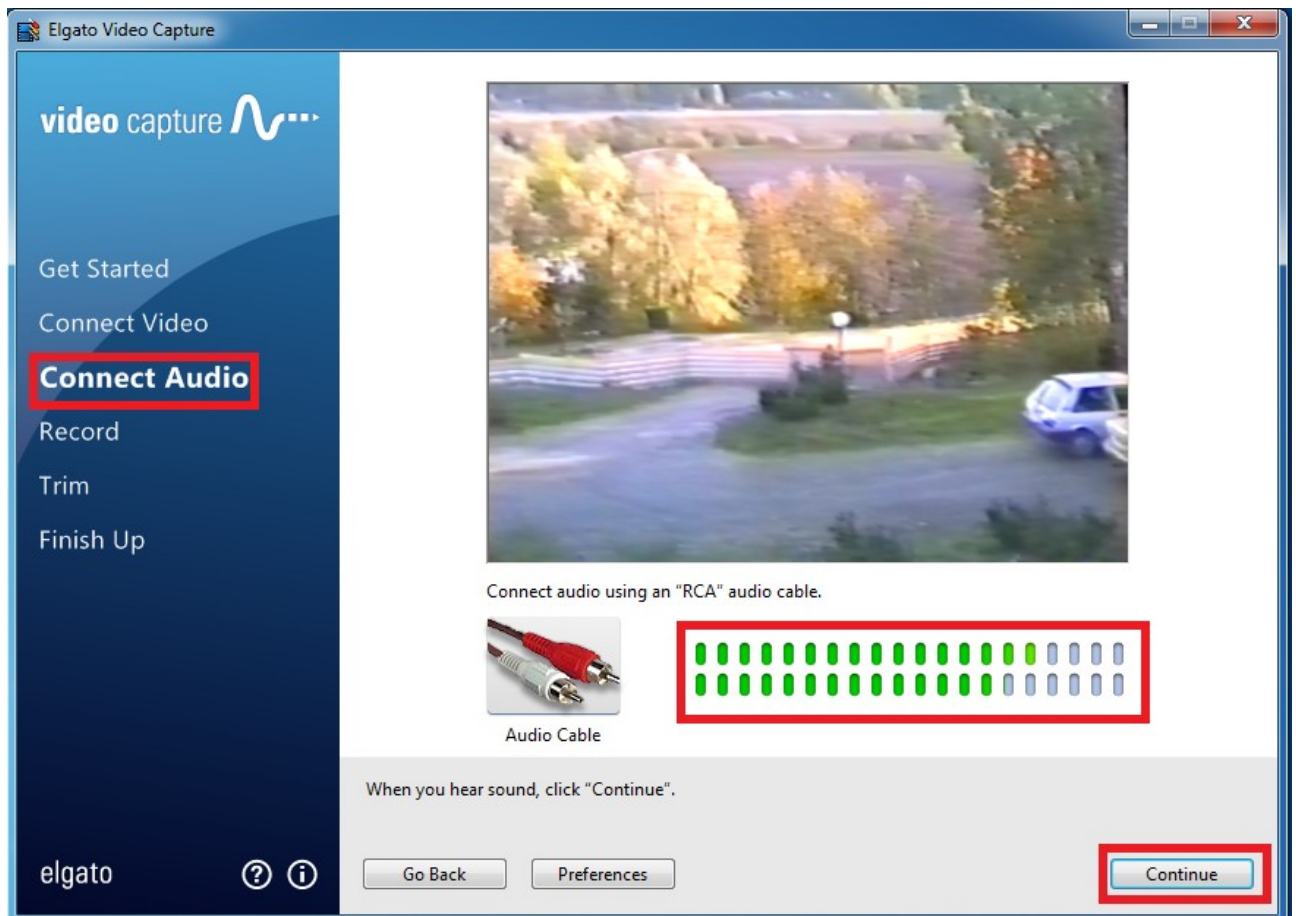 Elgato Video Capture
video capture
Get Started
Connect Video
Connect Audio
Record
Trim
Finish Up
Connect audio using an "RCA" audio cable.
Audio Cable
When you hear sound, click "Continue".
elgato
Go Back
Preferences
Continue